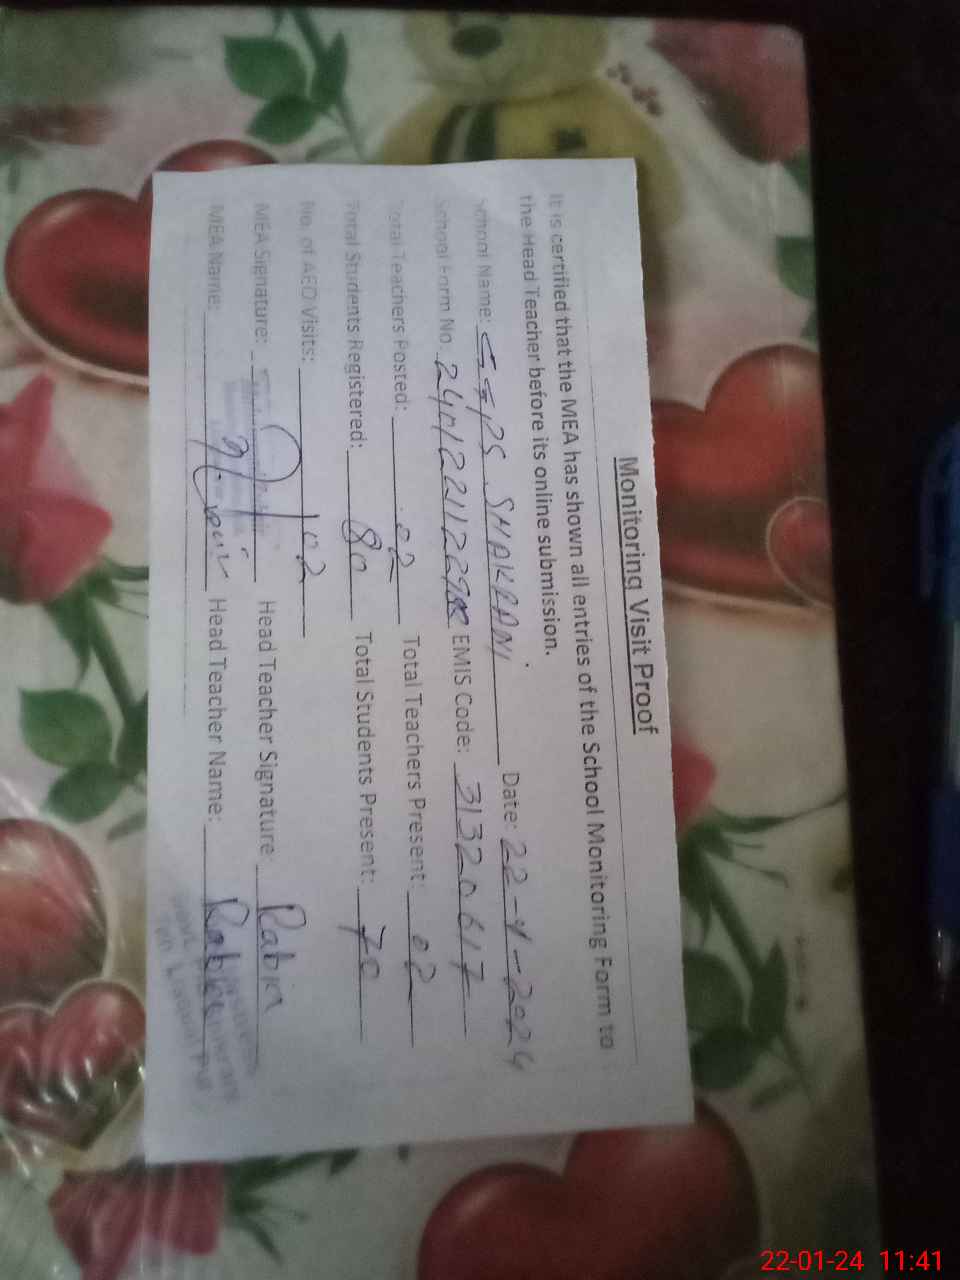 Monitoring Visit Proof
It is certified that the MEA has shown all entries of the School Monitoring Form to
the Head Teacher before its online submission.
School Name: GGPS. SHAKRANI Date: 22-4-2024
School Form No. EMIS Code: 31320617
Total Teachers Posted: 02 Total Teachers Present: 02
Total Students Registered: 80 Total Students Present: 70
No. of AEO Visits: 02
MEA Signature: Head Teacher Signature: Rabia
MEA Name: Head Teacher Name: Rabia
22-01-24 11:41